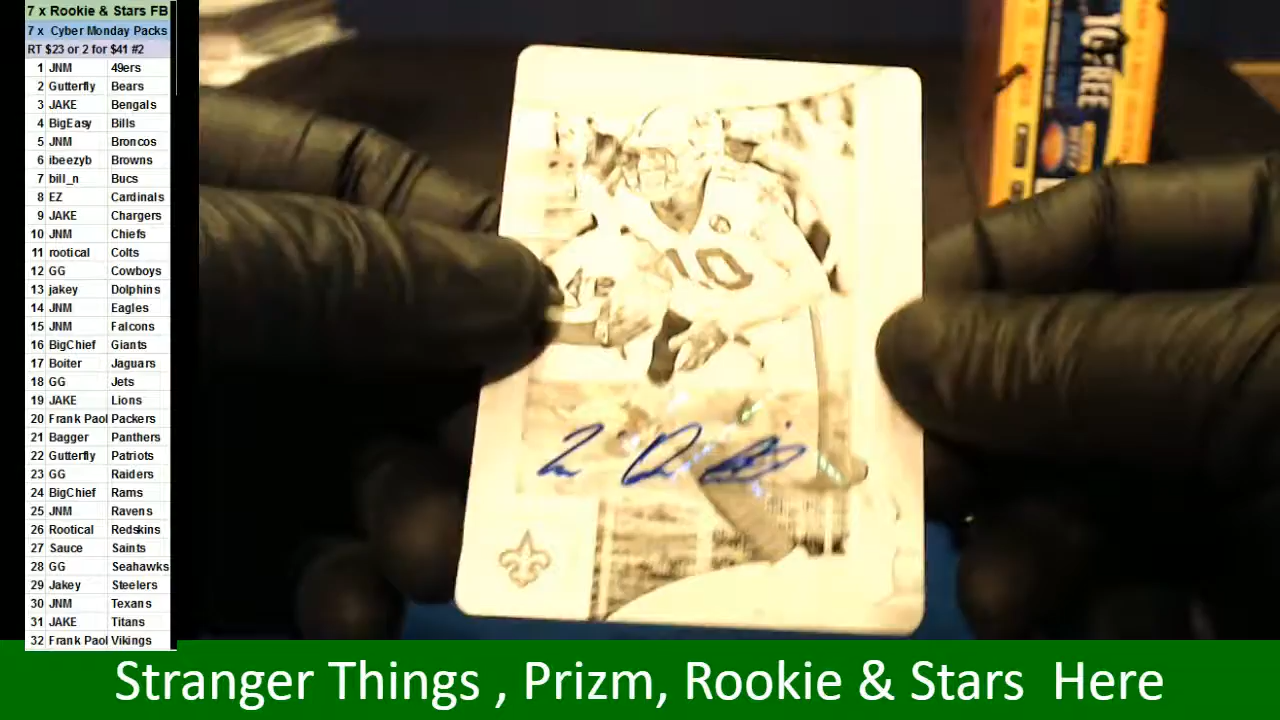 7 x Rookie & Stars FB
7 x Cyber Monday Packs
RT $23 or 2 for $41 #2
1 JNM 49ers
2 Gutterfly Bears
3 JAKE Bengals
4 BigEasy Bills
5 JNM Broncos
6 ibeezyb Browns
7 bill_n Bucs
8 EZ Cardinals
9 JAKE Chargers
10 JNM Chiefs
11 rootical Colts
12 GG Cowboys
13 jakey Dolphins
14 JNM Eagles
15 JNM Falcons
16 BigChief Giants
17 Boiter Jaguars
18 GG Jets
19 JAKE Lions
20 Frank Paol Packers
21 Bagger Panthers
22 Gutterfly Patriots
23 GG Raiders
24 BigChief Rams
25 JNM Ravens
26 Rootical Redskins
27 Sauce Saints
28 GG Seahawks
29 Jakey Steelers
30 JNM Texans
31 JAKE Titans
32 Frank Paol Vikings
10
Stranger Things , Prizm, Rookie & Stars Here